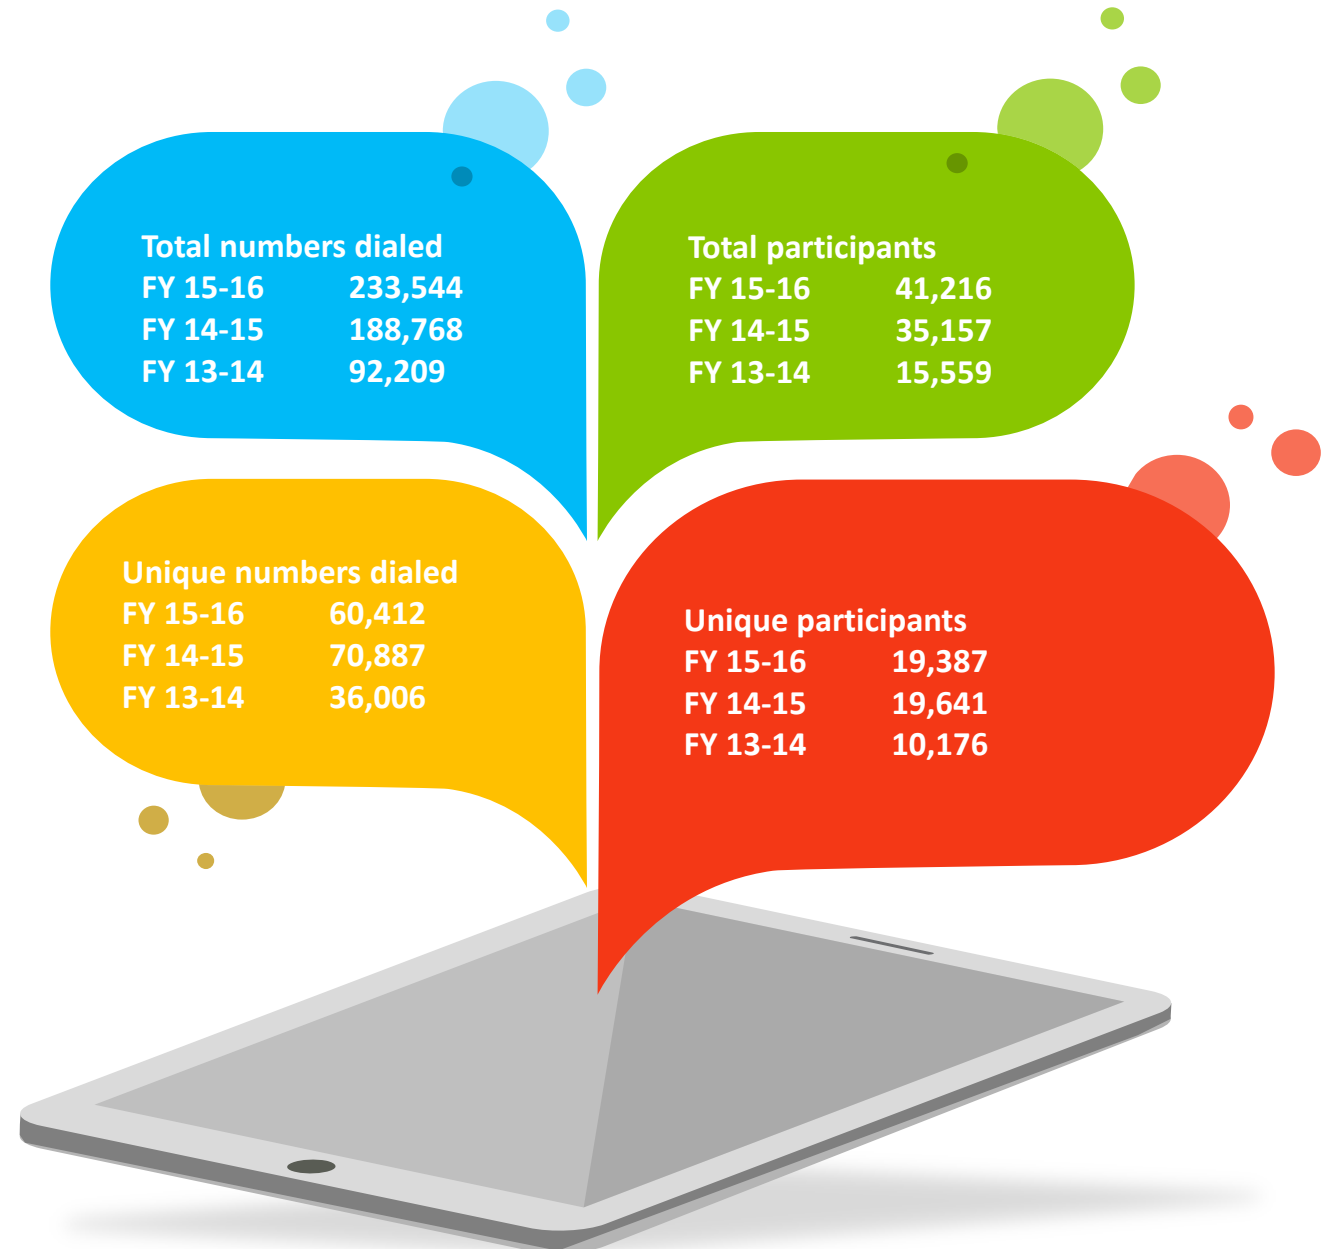 Total numbers dialed
FY 15-16 233,544
FY 14-15 188,768
FY 13-14 92,209
Total participants
FY 15-16 41,216
FY 14-15 35,157
FY 13-14 15,559
Unique numbers dialed
FY 15-16 60,412
FY 14-15 70,887
FY 13-14 36,006
Unique participants
FY 15-16 19,387
FY 14-15 19,641
FY 13-14 10,176